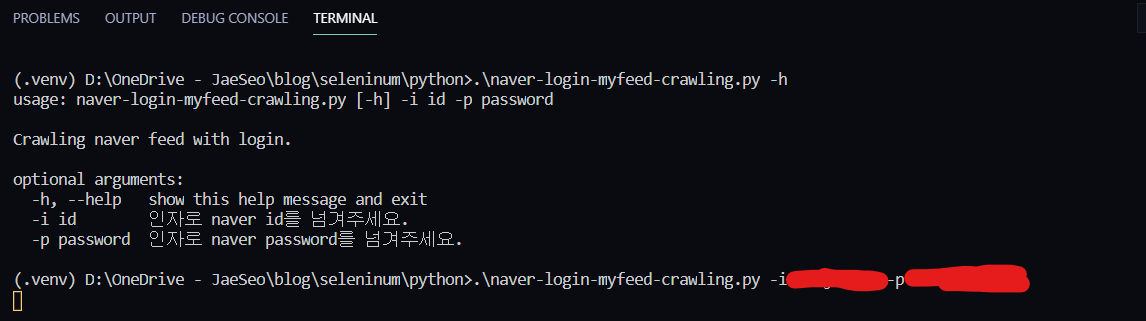 PROBLEMS OUTPUT DEBUG CONSOLE TERMINAL
(.venv) D:\OneDrive - JaeSeo\blog\seleninum\python>.\naver-login-myfeed-crawling.py -h
usage: naver-login-myfeed-crawling.py [-h] -i id -p password
Crawling naver feed with login.
optional arguments:
-h, --help show this help message and exit
-i id 인자로 naver id를 넘겨주세요.
-p password 인자로 naver password를 넘겨주세요.
(.venv) D:\OneDrive - JaeSeo\blog\seleninum\python>.\naver-login-myfeed-crawling.py -i -p